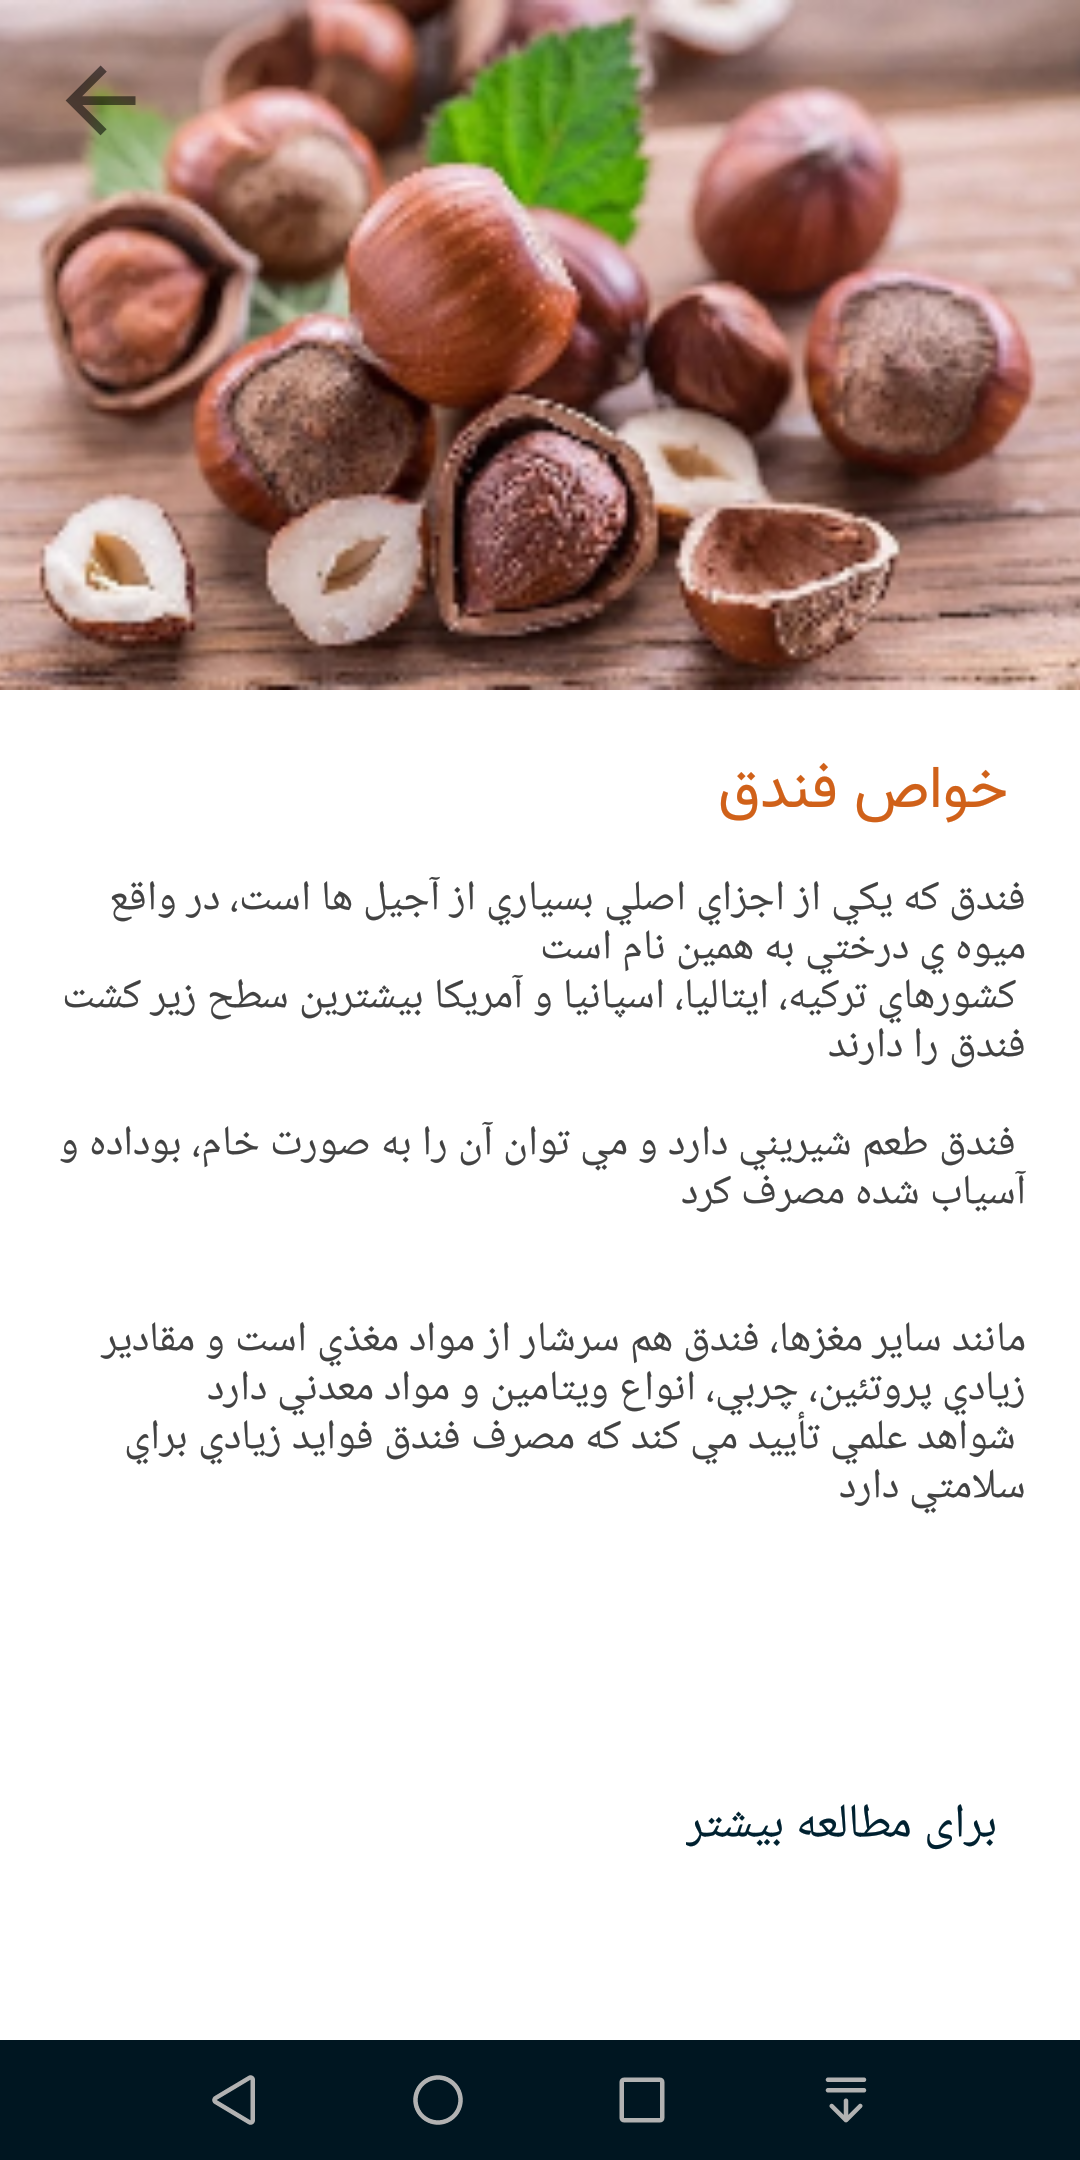 خواص فندق
فندق كه يكي از اجزاي اصلي بسياري از آجيل ها است، در واقع
ميوه ي درختي به همين نام است
كشورهاي تركيه، ايتاليا، اسپانيا و آمريكا بيشترين سطح زير كشت
فندق را دارند
فندق طعم شيريني دارد و مي توان آن را به صورت خام، بوداده و
آسياب شده مصرف كرد
مانند ساير مغزها، فندق هم سرشار از مواد مغذي است و مقادير
زيادي پروتئين، چربي، انواع ويتامين و مواد معدني دارد
شواهد علمي تأييد مي كند كه مصرف فندق فوايد زيادي براي
سلامتي دارد
برای مطالعه بیشتر